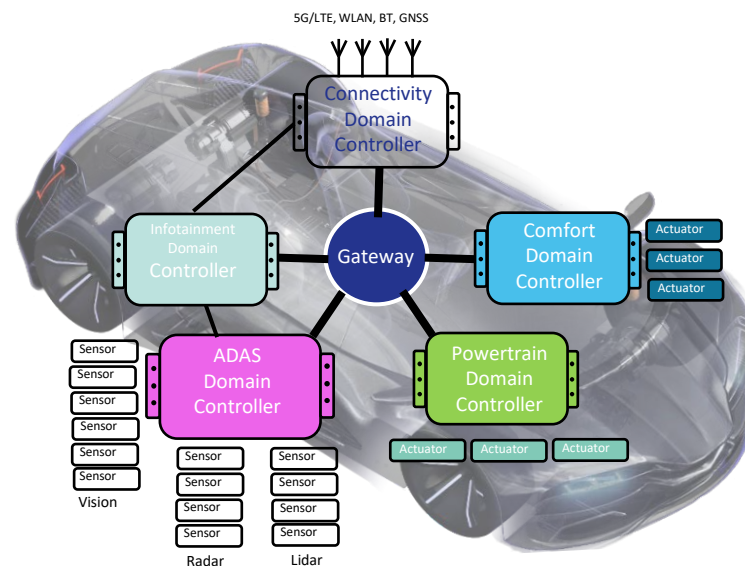 5G/LTE, WLAN, BT, GNSS
Connectivity
Domain
Controller
Infotainment
Domain
Controller
Gateway
Comfort
Domain
Controller
Actuator
Actuator
Actuator
ADAS
Domain
Controller
Powertrain
Domain
Controller
Sensor
Sensor
Sensor
Sensor
Sensor
Sensor
Vision
Actuator
Actuator
Actuator
Sensor
Sensor
Sensor
Sensor
Radar
Sensor
Sensor
Sensor
Sensor
Lidar